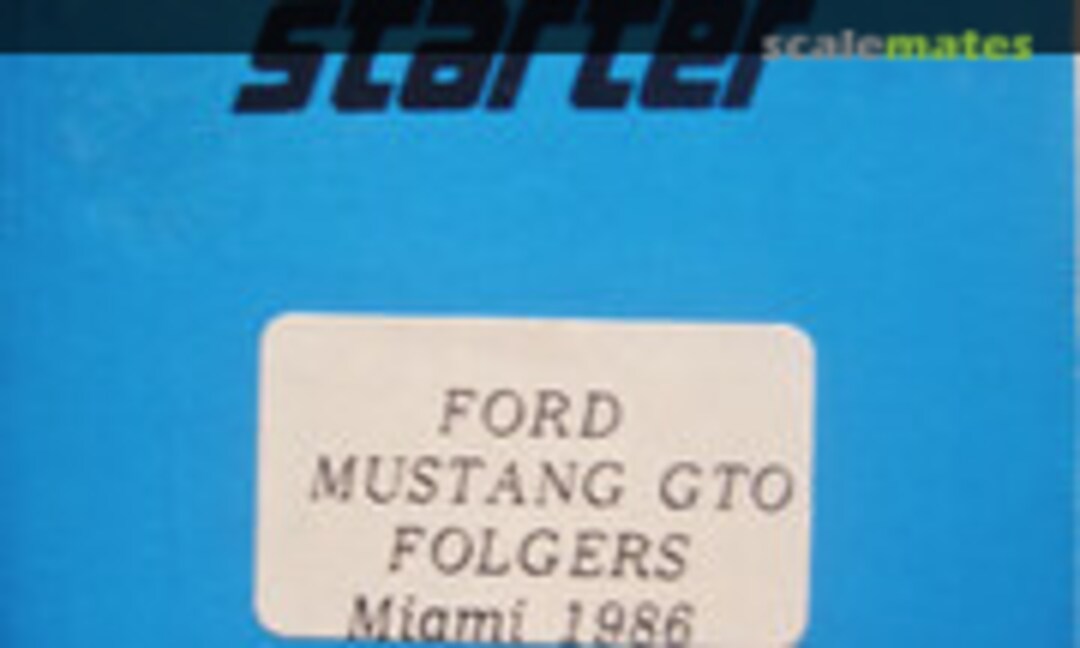 starter
scalemates
FORD
MUSTANG GTO
FOLGERS
Miami 1986